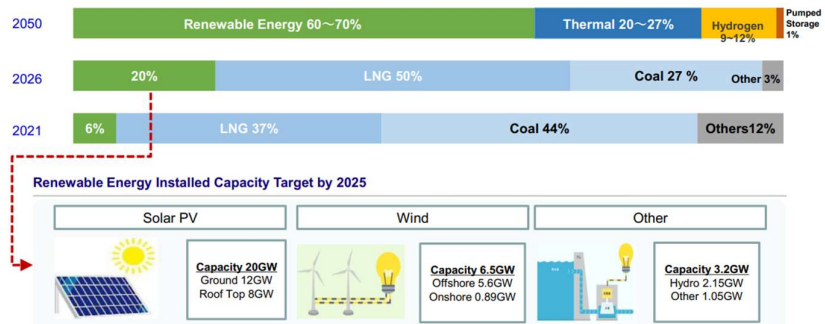 2050
Renewable Energy 60～70%
Thermal 20～27%
Hydrogen
9~12%
Pumped
Storage
1%
2026
20%
LNG 50%
Coal 27 %
Other 3%
2021
6%
LNG 37%
Coal 44%
Others12%
Renewable Energy Installed Capacity Target by 2025
Solar PV
Wind
Other
Capacity 20GW
Ground 12GW
Roof Top 8GW
Capacity 6.5GW
Offshore 5.6GW
Onshore 0.89GW
Capacity 3.2GW
Hydro 2.15GW
Other 1.05GW